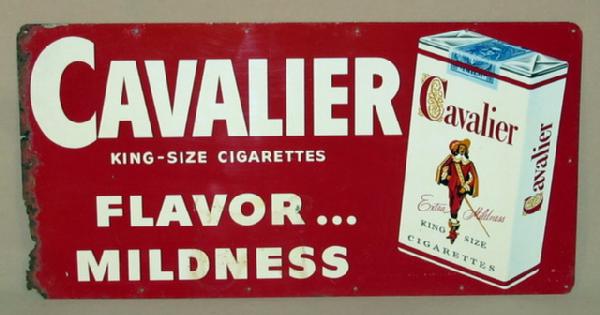 CAVALIER
KING-SIZE CIGARETTES
FLAVOR...
MILDNESS
Cavalier
Extra Mildness
KING SIZE
CIGARETTES
Cavalier